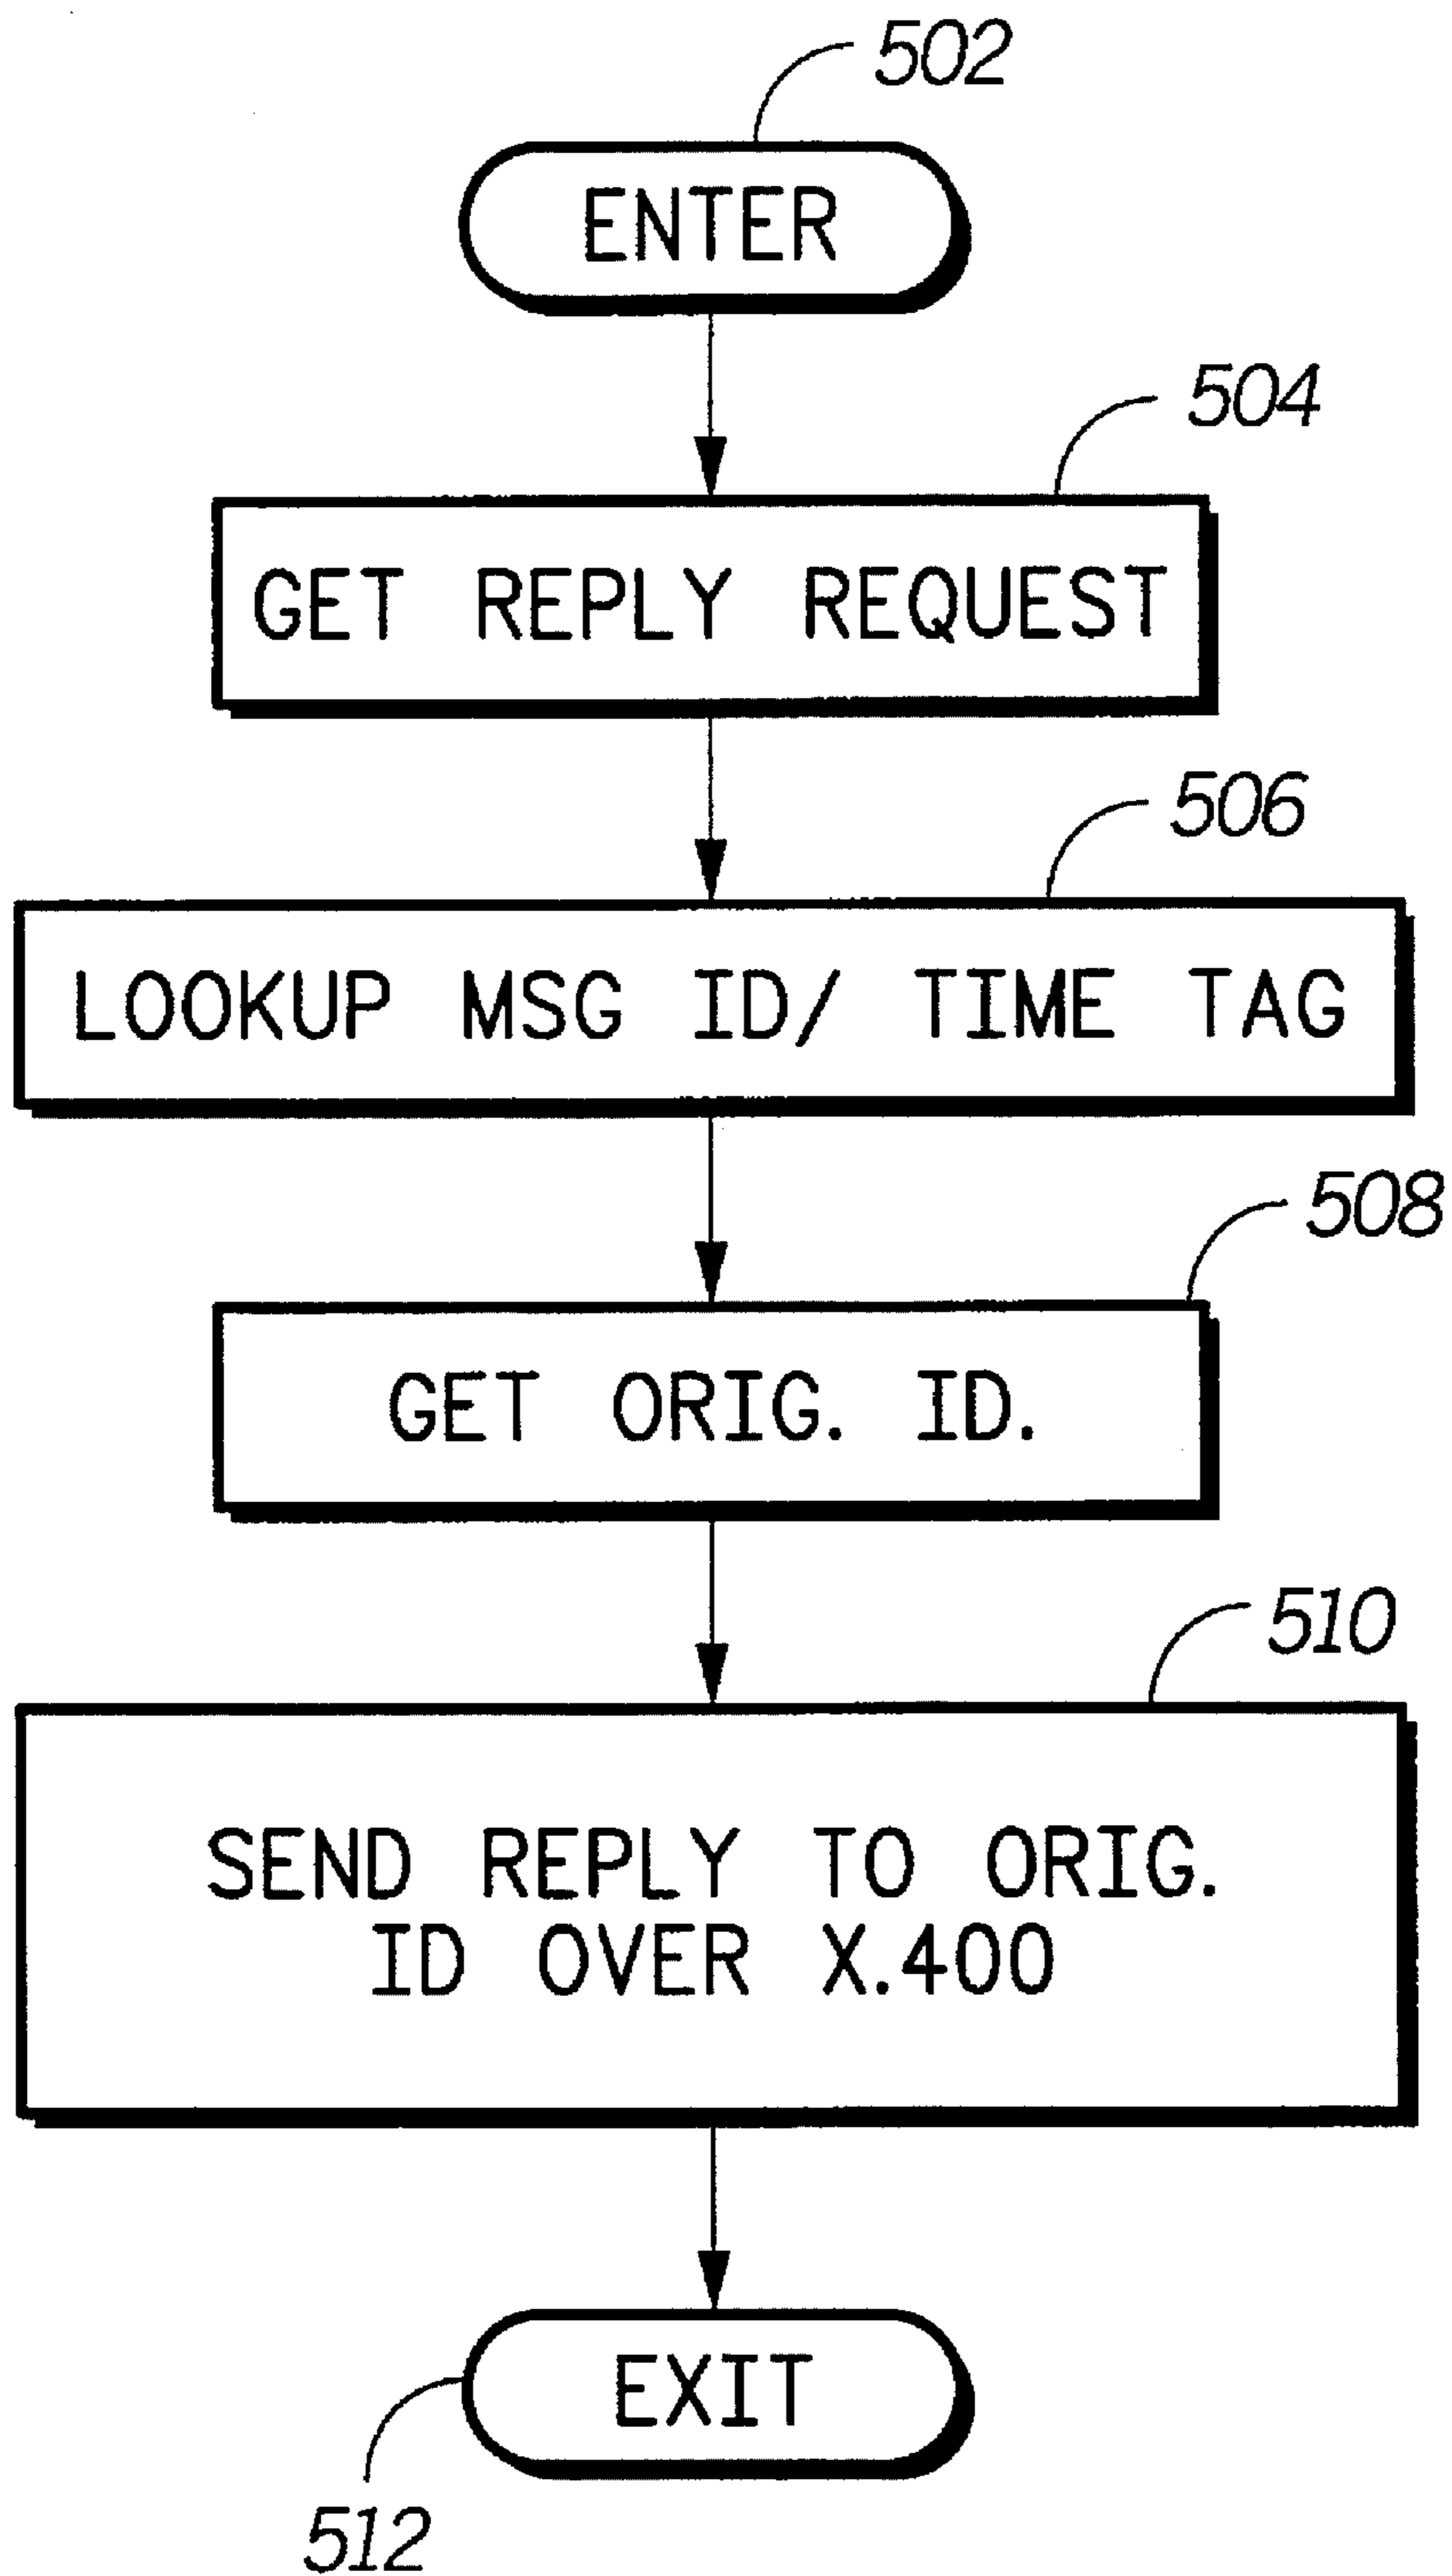 502
ENTER
504
GET REPLY REQUEST
506
LOOKUP MSG ID/ TIME TAG
508
GET ORIG. ID.
510
SEND REPLY TO ORIG.
ID OVER X.400
EXIT
512